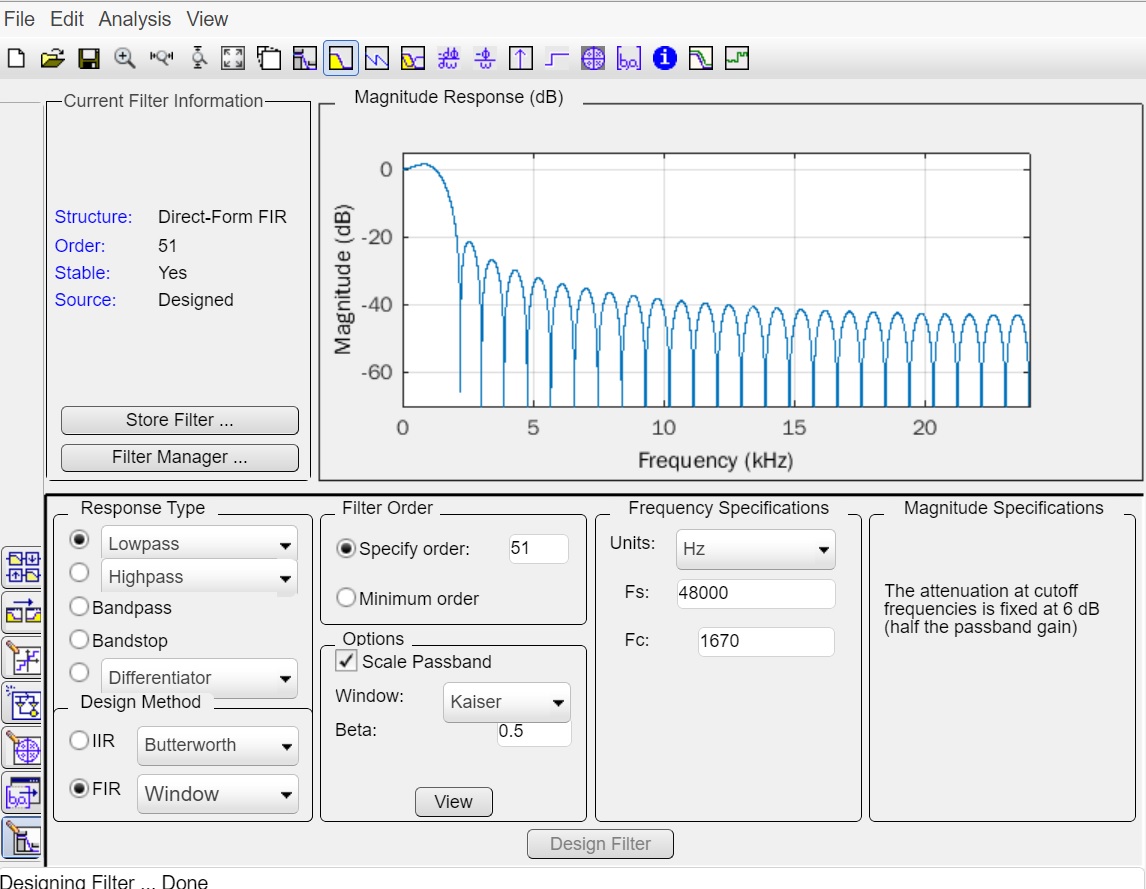 File Edit Analysis View
Current Filter Information
Structure: Direct-Form FIR
Order: 51
Stable: Yes
Source: Designed
Store Filter ...
Filter Manager ...
Magnitude Response (dB)
Magnitude (dB)
0
-20
-40
-60
0 5 10 15 20
Frequency (kHz)
Response Type
Lowpass
Highpass
Bandpass
Bandstop
Differentiator
Design Method
IIR Butterworth
FIR Window
Filter Order
Specify order: 51
Minimum order
Options
Scale Passband
Window: Kaiser
Beta: 0.5
View
Frequency Specifications
Units: Hz
Fs: 48000
Fc: 1670
Magnitude Specifications
The attenuation at cutoff
frequencies is fixed at 6 dB
(half the passband gain)
Design Filter
Designing Filter ... Done